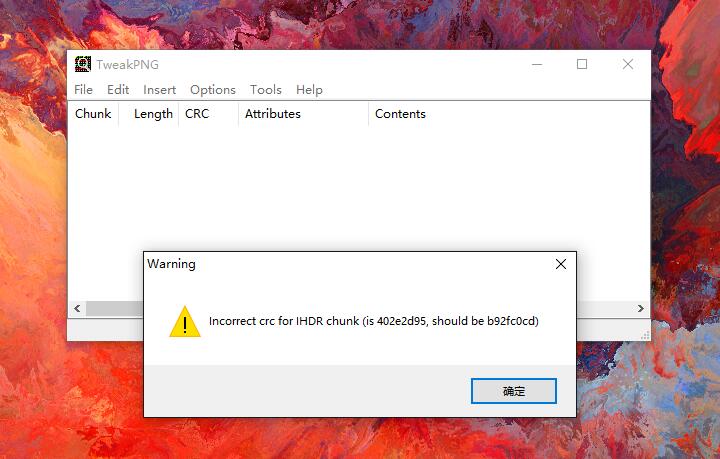 TweakPNG
File Edit Insert Options Tools Help
Chunk Length CRC Attributes Contents
Warning
Incorrect crc for IHDR chunk (is 402e2d95, should be b92fc0cd)
确定